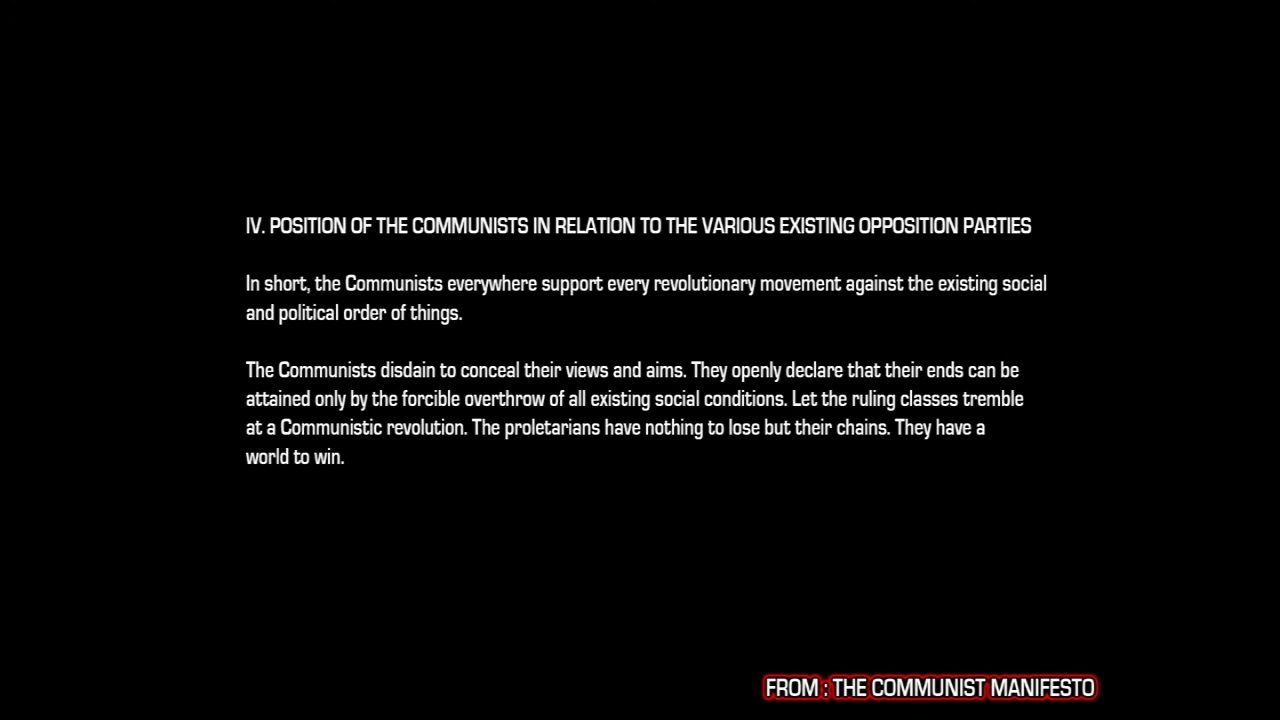 IV. POSITION OF THE COMMUNISTS IN RELATION TO THE VARIOUS EXISTING OPPOSITION PARTIES
In short, the Communists everywhere support every revolutionary movement against the existing social
and political order of things.
The Communists disdain to conceal their views and aims. They openly declare that their ends can be
attained only by the forcible overthrow of all existing social conditions. Let the ruling classes tremble
at a Communistic revolution. The proletarians have nothing to lose but their chains. They have a
world to win.
FROM : THE COMMUNIST MANIFESTO